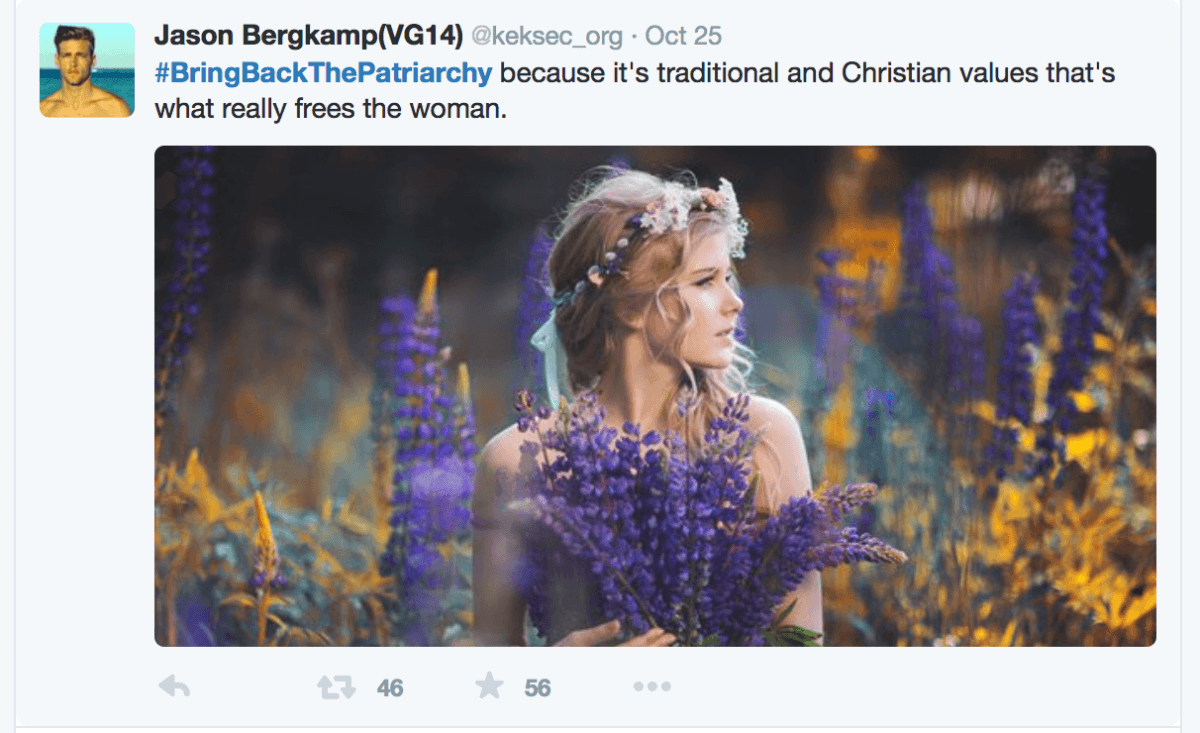 Jason Bergkamp(VG14) @keksec_org · Oct 25
#BringBackThePatriarchy because it's traditional and Christian values that's
what really frees the woman.
46 56